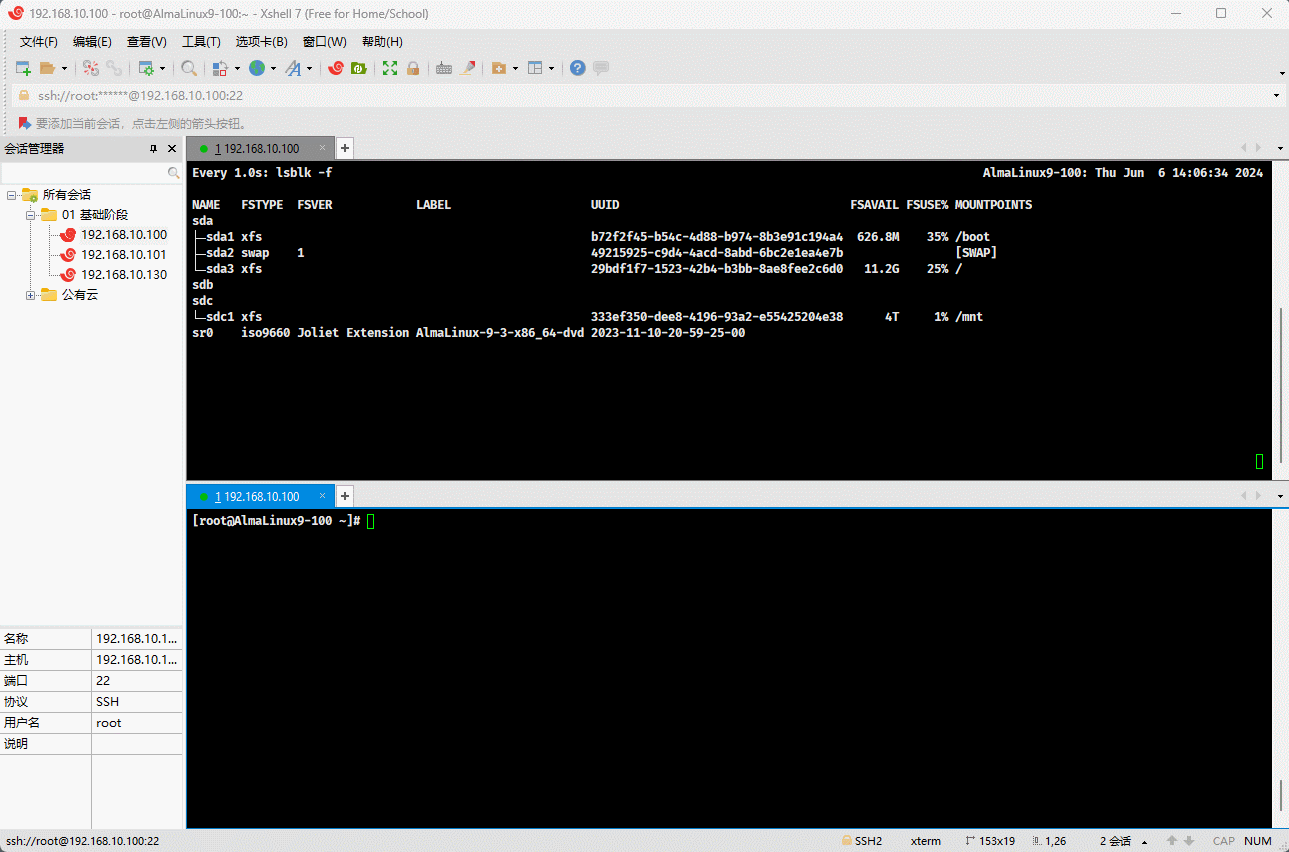 192.168.10.100 - root@AlmaLinux9-100:~ - Xshell 7 (Free for Home/School)
文件(F) 编辑(E) 查看(V) 工具(T) 选项卡(B) 窗口(W) 帮助(H)
ssh://root:******@192.168.10.100:22
要添加当前会话，点击左侧的箭头按钮。
会话管理器
所有会话
01 基础阶段
192.168.10.100
192.168.10.101
192.168.10.130
公有云
名称 192.168.10.1...
主机 192.168.10.1...
端口 22
协议 SSH
用户名 root
说明
1 192.168.10.100
Every 1.0s: lsblk -f AlmaLinux9-100: Thu Jun  6 14:06:34 2024
NAME FSTYPE FSVER LABEL UUID FSAVAIL FSUSE% MOUNTPOINTS
sda
├─sda1 xfs b72f2f45-b54c-4d88-b974-8b3e91c194a4 626.8M 35% /boot
├─sda2 swap 1 49215925-c9d4-4acd-8abd-6bc2e1ea4e7b [SWAP]
└─sda3 xfs 29bdf1f7-1523-42b4-b3bb-8ae8fee2c6d0 11.2G 25% /
sdb
sdc
└─sdc1 xfs 333ef350-dee8-4196-93a2-e55425204e38 4T 1% /mnt
sr0 iso9660 Joliet Extension AlmaLinux-9-3-x86_64-dvd 2023-11-10-20-59-25-00
1 192.168.10.100
[root@AlmaLinux9-100 ~]#
ssh://root@192.168.10.100:22 SSH2 xterm 153x19 1,26 2 会话 CAP NUM